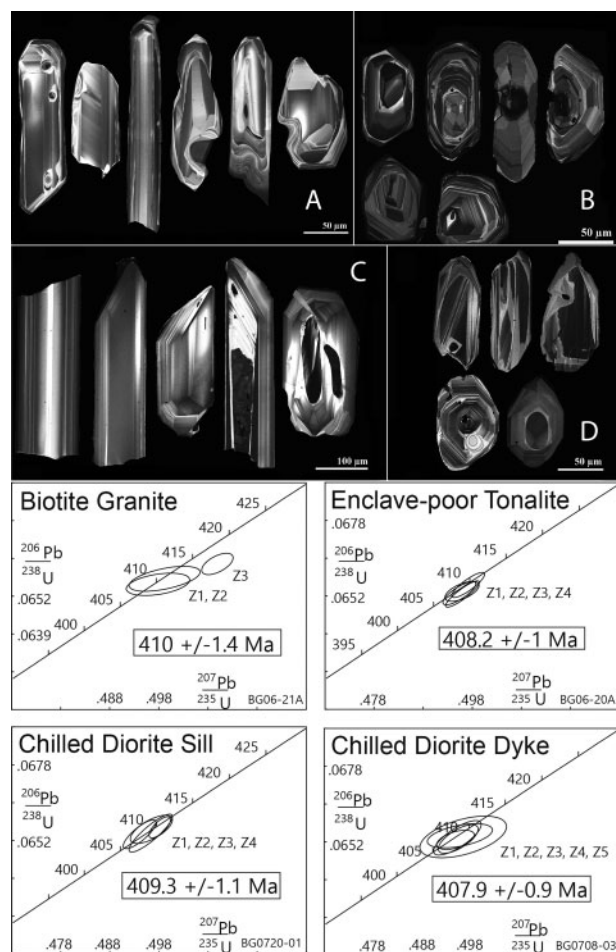 A
50 µm
B
50 µm
C
100 µm
D
50 µm
Biotite Granite
206Pb
238U
.0652
.0639
400
405
410
415
420
425
Z3
Z1, Z2
410 +/-1.4 Ma
.488
.498
207Pb
235U
BG06-21A
Enclave-poor Tonalite
.0678
206Pb
238U
.0652
395
400
405
410
415
420
Z1, Z2, Z3, Z4
408.2 +/-1 Ma
.478
.498
207Pb
235U
BG06-20A
Chilled Diorite Sill
.0678
206Pb
238U
.0652
400
405
410
415
420
425
Z1, Z2, Z3, Z4
409.3 +/-1.1 Ma
.478
.488
.498
207Pb
235U
BG0720-01
Chilled Diorite Dyke
.0678
206Pb
238U
.0652
400
405
410
415
420
425
Z1, Z2, Z3, Z4, Z5
407.9 +/-0.9 Ma
.478
.488
.498
207Pb
235U
BG0708-03